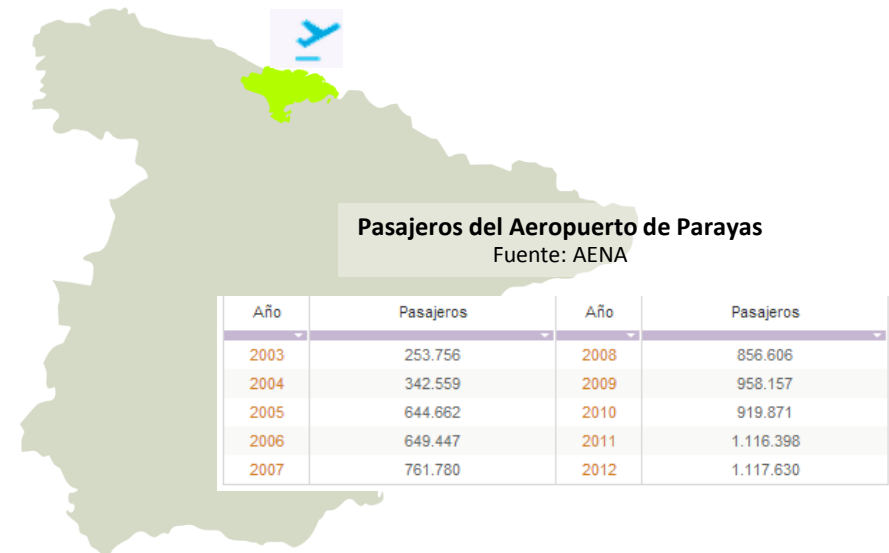 Pasajeros del Aeropuerto de Parayas
Fuente: AENA
Año Pasajeros Año Pasajeros
2003 253.756 2008 856.606
2004 342.559 2009 958.157
2005 644.662 2010 919.871
2006 649.447 2011 1.116.398
2007 761.780 2012 1.117.630